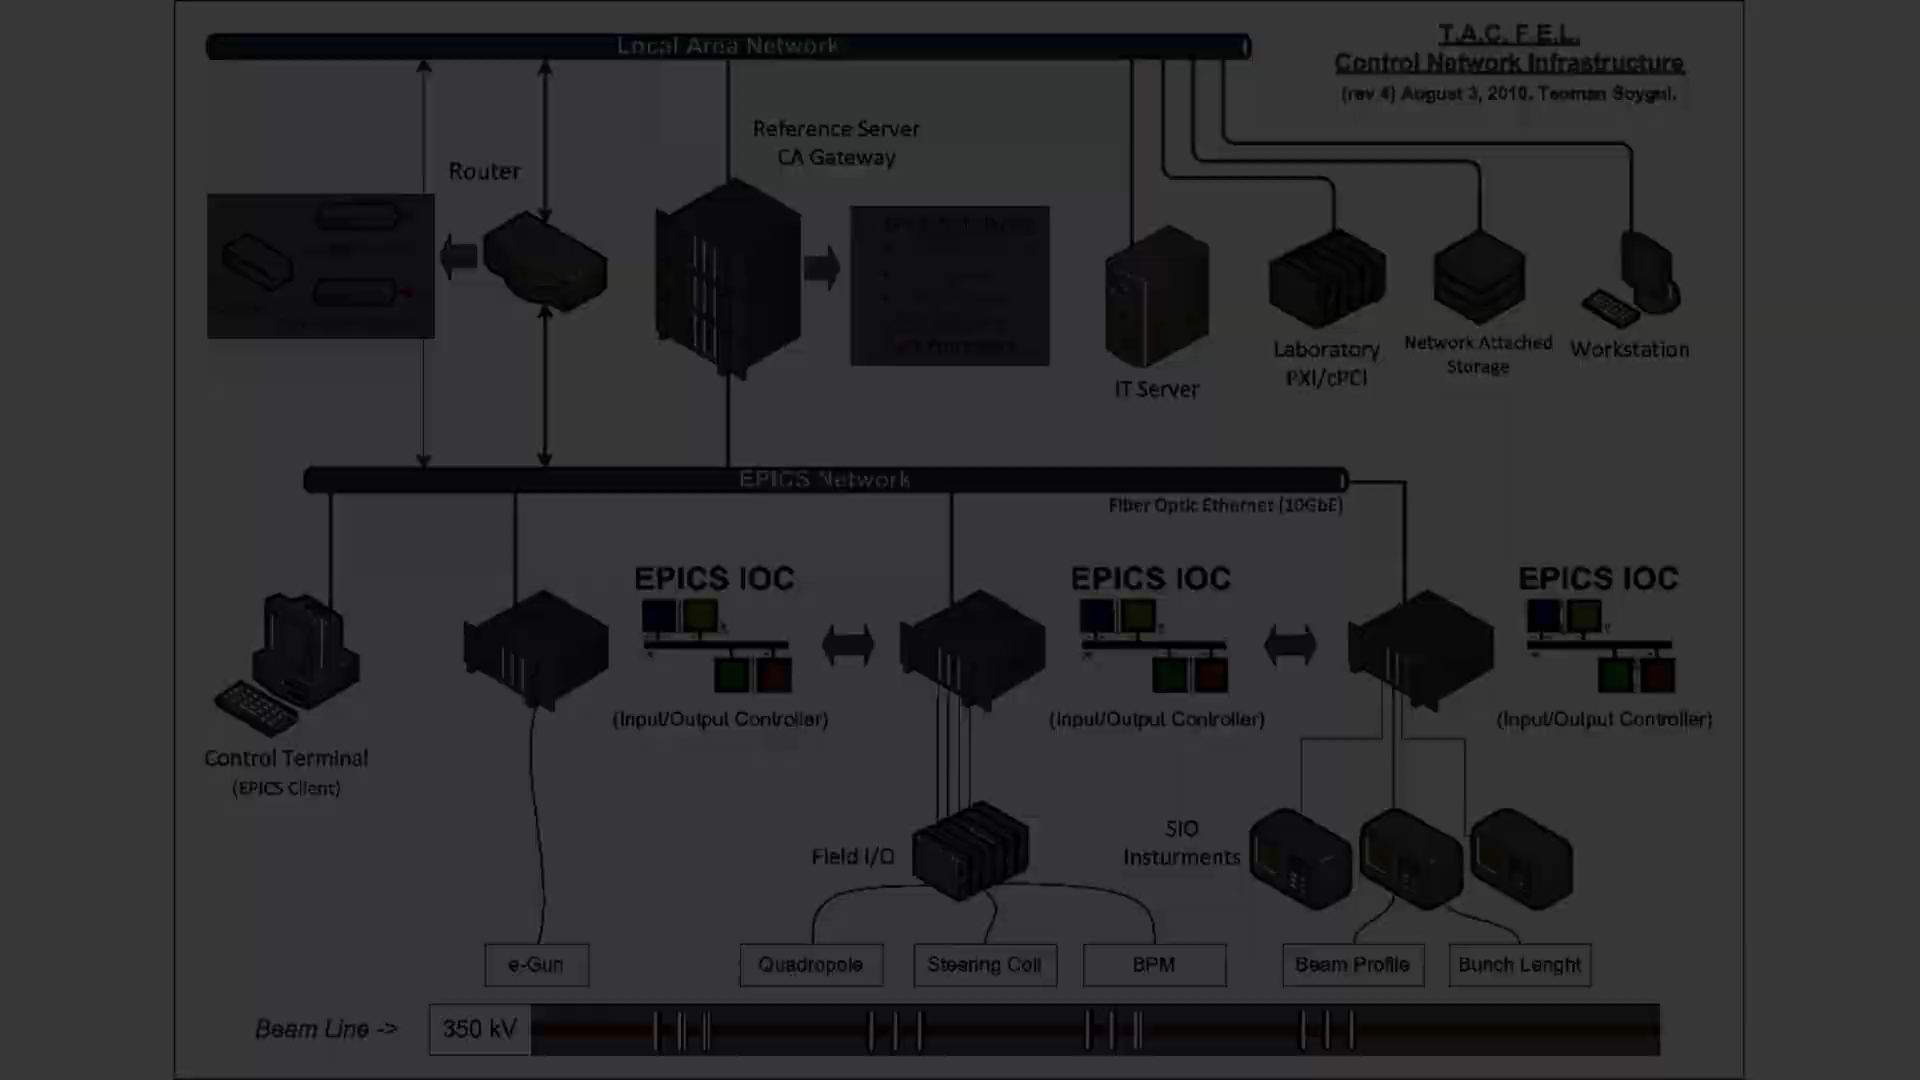 Local Area Network
T.A.C. F.E.L.
Control Network Infrastructure
(rev 4) August 3, 2010. Teoman Soygul.
Reference Server
CA Gateway
Router
IT Server
Laboratory
PXI/cPCI
Network Attached
Storage
Workstation
EPICS Network
Fiber Optic Ethernet (10GbE)
EPICS IOC
EPICS IOC
EPICS IOC
(Input/Output Controller)
(Input/Output Controller)
(Input/Output Controller)
Control Terminal
(EPICS Client)
Field I/O
SIO
Insturments
e-Gun
Quadropole
Steering Coil
BPM
Beam Profile
Bunch Lenght
Beam Line ->
350 kV